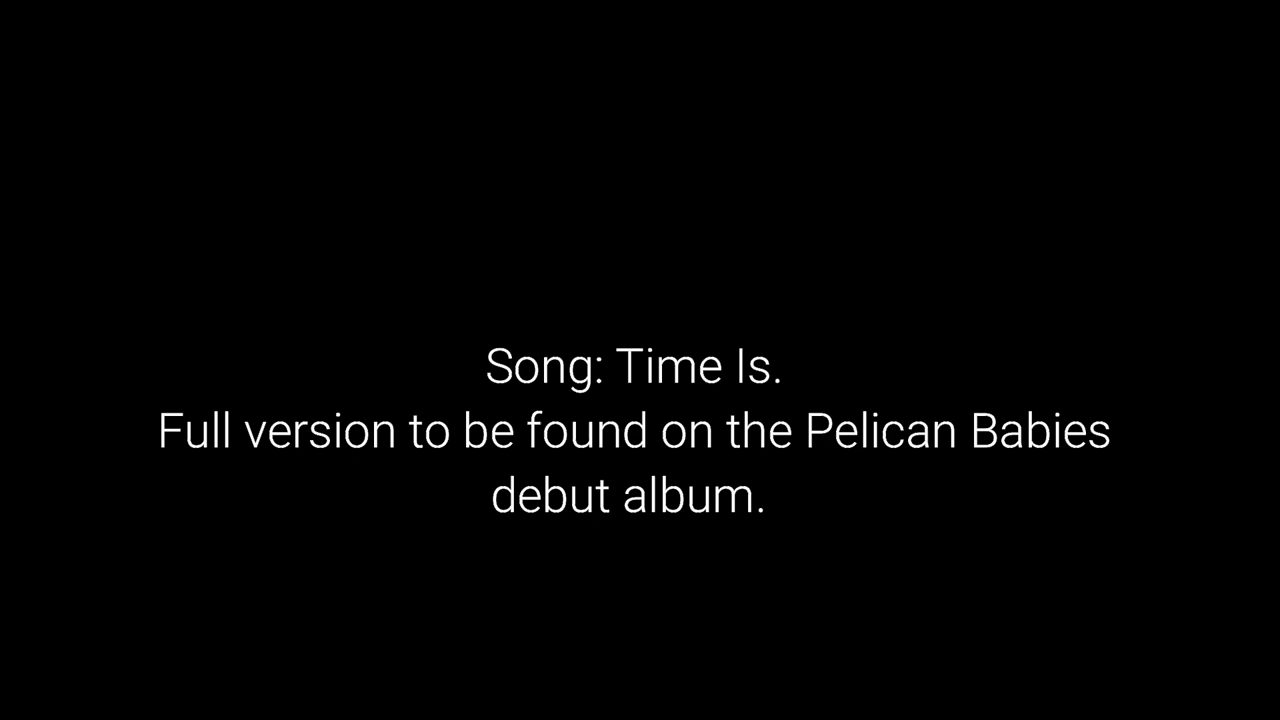 Song: Time Is.
Full version to be found on the Pelican Babies
debut album.